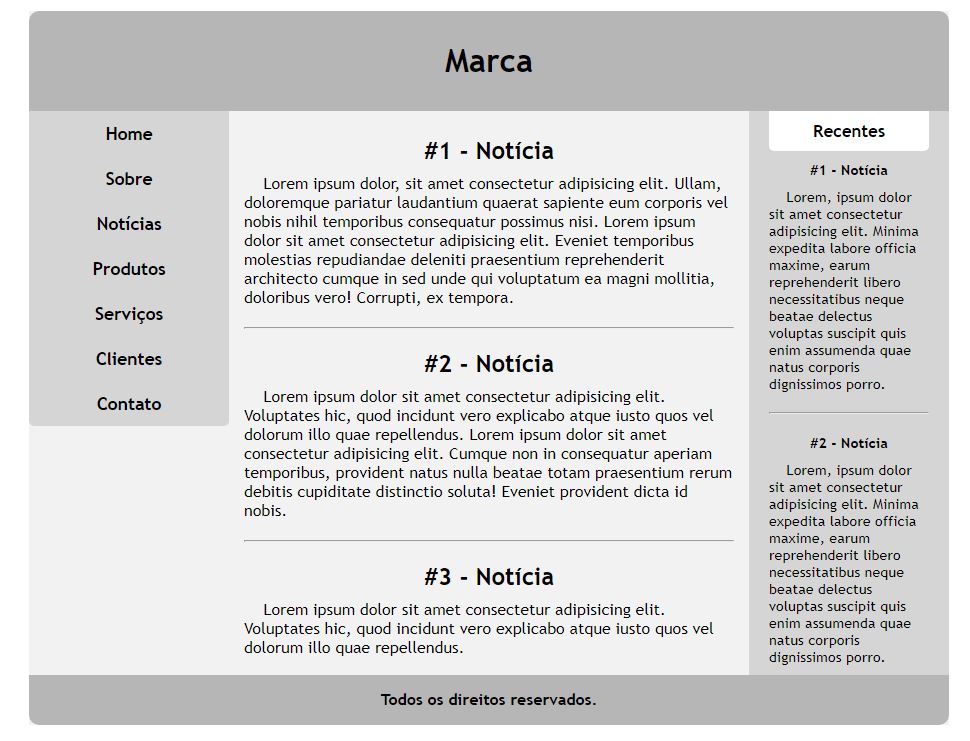 Marca
Home
Sobre
Notícias
Produtos
Serviços
Clientes
Contato
#1 - Notícia
Lorem ipsum dolor, sit amet consectetur adipisicing elit. Ullam,
doloremque pariatur laudantium quaerat sapiente eum corporis vel
nobis nihil temporibus consequatur possimus nisi. Lorem ipsum
dolor sit amet consectetur adipisicing elit. Eveniet temporibus
molestias repudiandae deleniti praesentium reprehenderit
architecto cumque in sed unde qui voluptatum ea magni mollitia,
doloribus vero! Corrupti, ex tempora.
#2 - Notícia
Lorem ipsum dolor sit amet consectetur adipisicing elit.
Voluptates hic, quod incidunt vero explicabo atque iusto quos vel
dolorum illo quae repellendus. Lorem ipsum dolor sit amet
consectetur adipisicing elit. Cumque non in consequatur aperiam
temporibus, provident natus nulla beatae totam praesentium rerum
debitis cupiditate distinctio soluta! Eveniet provident dicta id
nobis.
#3 - Notícia
Lorem ipsum dolor sit amet consectetur adipisicing elit.
Voluptates hic, quod incidunt vero explicabo atque iusto quos vel
dolorum illo quae repellendus.
Recentes
#1 - Notícia
Lorem, ipsum dolor
sit amet consectetur
adipisicing elit. Minima
expedita labore officia
maxime, earum
reprehenderit libero
necessitatibus neque
beatae delectus
voluptas suscipit quis
enim assumenda quae
natus corporis
dignissimos porro.
#2 - Notícia
Lorem, ipsum dolor
sit amet consectetur
adipisicing elit. Minima
expedita labore officia
maxime, earum
reprehenderit libero
necessitatibus neque
beatae delectus
voluptas suscipit quis
enim assumenda quae
natus corporis
dignissimos porro.
Todos os direitos reservados.